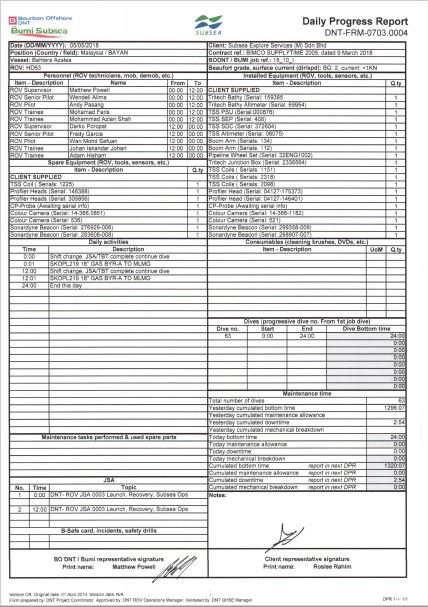 Bourbon Offshore
DNT
Bumi Subsea
SUBSEA
Daily Progress Report
DNT-FRM-0703.0004
Date (DD/MM/YYYY): 05/05/2018
Client: Subsea Explore Services (M) Sdn Bhd
Position (Country / field): Malaysia / BAYAN
Contract ref.: BIMCO SUPPLYTIME 2005, dated 9 March 2018
Vessel: Bahtera Azalea
BODNT / BUMI job ref.: 18_10_I
ROV: HD63
Beaufort grade, surface current (dir/spd): BG: 2, current: <1KN
Personnel (ROV technicians, mob, demob, etc.)
Installed Equipment (ROV, tools, sensors, etc.)
Item - Description Name From To
Item - Description Q.ty
ROV Supervisor Matthew Powell 00:00 12:00
CLIENT SUPPLIED
ROV Senior Pilot Wendell Alima 00:00 12:00
Tritech Bathy (Serial: 159385) 1
ROV Pilot Andy Pasang 00:00 12:00
Tritech Bathy Altimeter (Serial: 69954) 1
ROV Trainee Mohamad Faris 00:00 12:00
TSS PSU (Serial:000876) 1
ROV Trainee Mohammad Azlan Shah 00:00 12:00
TSS SEP (Serial: 408) 1
ROV Supervisor Darko Poropat 12:00 00:00
TSS SDC (Serial: 372604) 1
ROV Senior Pilot Fredy Garcia 12:00 00:00
TSS Altimeter (Serial: 06075) 1
ROV Pilot Wan Mohd Safuan 12:00 00:00
Boom Arm (Serial: 134) 1
ROV Trainee Johan Iskandar Johari 12:00 00:00
Boom Arm (Serial: 112) 1
ROV Trainee Adam Hisham 12:00 00:00
Pipeline Wheel Set (Serial: 32ENG1002) 1
Spare Equipment (ROV, tools, sensors, etc.)
Tritech Junction Box (Serial: 2336564) 1
Item - Description Q.ty
TSS Coils (Serial: 1151) 1
CLIENT SUPPLIED
TSS Coils (Serial: 2318) 1
TSS Coil ( Serial: 1225) 1
TSS Coils (Serial: 2098) 1
Profiler Heads (Serial: 146388) 1
Profiler Head (Serial: 04127-175373) 1
Profiler Heads (Serial: 305856) 1
Profiler Head (Serial: 04127-146401) 1
CP-Probe (Awaiting serial info) 1
CP-Probe (Awaiting serial info) 1
Colour Camera (Serial: 14-366,0851) 1
Colour Camera (Serial: 14-366-1182) 1
Colour Camera (Serial: 536) 1
Colour Camera (Serial: 521) 1
Sonardyne Beacon (Serial: 276929-006) 1
Sonardyne Beacon (Serial: 299358-009) 1
Sonardyne Beacon (Serial: 283608-008) 1
Sonardyne Beacon (Serial: 298907-007) 1
Daily activities
Consumables (cleaning brushes, DVDs, etc.)
Time Description
Item - Description UoM Q.ty
0:00 Shift change. JSA/TBT complete continue dive
0:01 SKOPL219 18" GAS BYR-A TO MLMG
12:00 Shift change. JSA/TBT complete continue dive
12:01 SKOPL219 18" GAS BYR-A TO MLMG
24:00 End this day
Dives (progressive dive no. From 1st job dive)
Dive no. Start End Dive Bottom time
63 0:00 24:00 24:00
0:00
0:00
0:00
0:00
0:00
0:00
Maintenance time
Total number of dives 63
Yesterday cumulated bottom time 1296:07
Yesterday cumulated maintenance allowance
Yesterday cumulated downtime 2:54
Yesterday cumulated mechanical breakdown
Maintenance tasks performed & used spare parts
Today bottom time 24:00
Today maintenance allowance 0:00
Today downtime 0:00
Today mechanical breakdown 0:00
Cumulated bottom time report in next DPR 1320:07
Cumulated maintenance allowance report in next DPR 0:00
Cumulated downtime report in next DPR 2:54
JSA
Cumulated mechanical breakdown report in next DPR 0:00
No. Time Topic
Notes:
1 0:00 DNT- ROV JSA 0003 Launch, Recovery, Subsea Ops
2 12:00 DNT- ROV JSA 0003 Launch, Recovery, Subsea Ops
B-Safe card, incidents, safety drills
BO DNT / Bumi representative signature
Client representative signature
Print name: Matthew Powell
Print name: Roslee Rahim
Version CR. Original date: 01 April 2014. Version date: N/A.
Form prepared by: DNT Project Coordinator. Approved by: DNT ROV Operations Manager. Validated by: DNT QHSE Manager.
DPR 1-1- 1/1